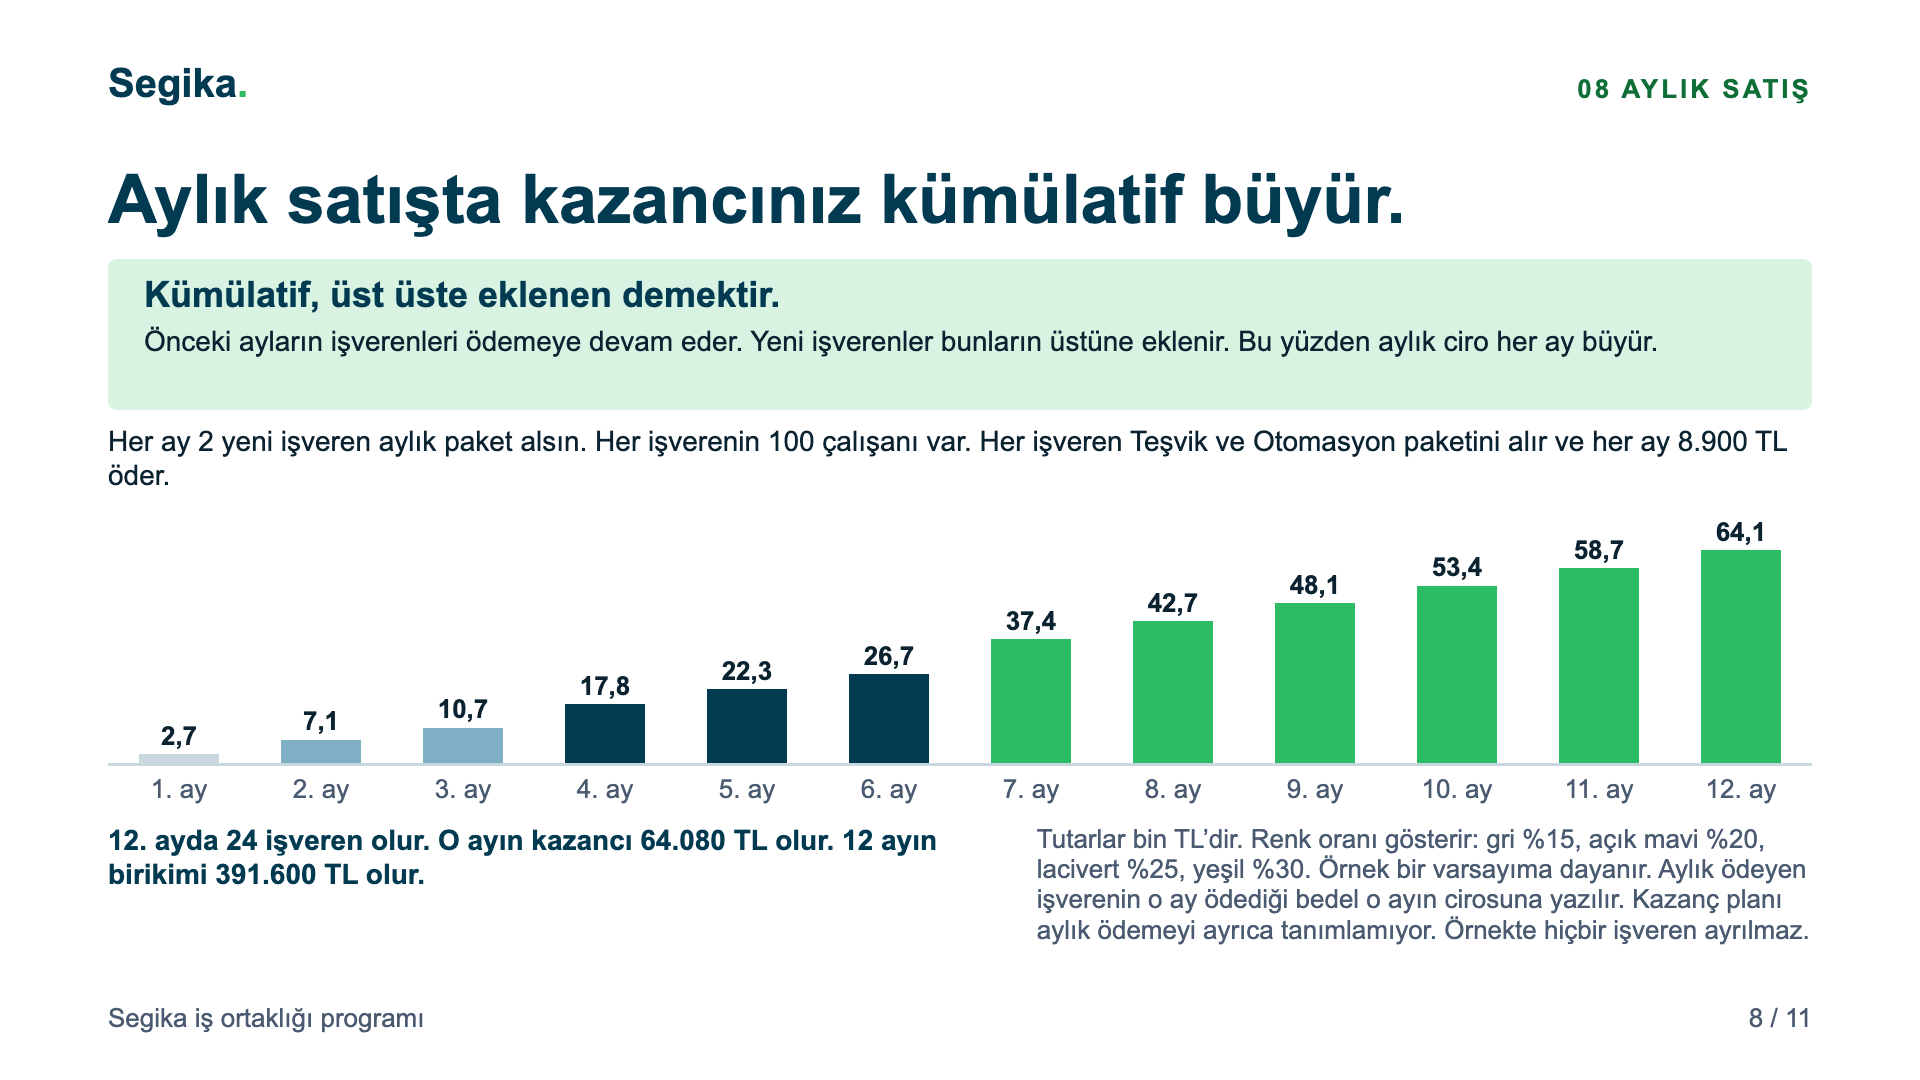 Segika.
08 AYLIK SATIŞ
Aylık satışta kazancınız kümülatif büyür.
Kümülatif, üst üste eklenen demektir.
Önceki ayların işverenleri ödemeye devam eder. Yeni işverenler bunların üstüne eklenir. Bu yüzden aylık ciro her ay büyür.
Her ay 2 yeni işveren aylık paket alsın. Her işverenin 100 çalışanı var. Her işveren Teşvik ve Otomasyon paketini alır ve her ay 8.900 TL
öder.
2,7
7,1
10,7
17,8
22,3
26,7
37,4
42,7
48,1
53,4
58,7
64,1
1. ay
2. ay
3. ay
4. ay
5. ay
6. ay
7. ay
8. ay
9. ay
10. ay
11. ay
12. ay
12. ayda 24 işveren olur. O ayın kazancı 64.080 TL olur. 12 ayın
birikimi 391.600 TL olur.
Tutarlar bin TL’dir. Renk oranı gösterir: gri %15, açık mavi %20,
lacivert %25, yeşil %30. Örnek bir varsayıma dayanır. Aylık ödeyen
işverenin o ay ödediği bedel o ayın cirosuna yazılır. Kazanç planı
aylık ödemeyi ayrıca tanımlamıyor. Örnekte hiçbir işveren ayrılmaz.
Segika iş ortaklığı programı
8 / 11